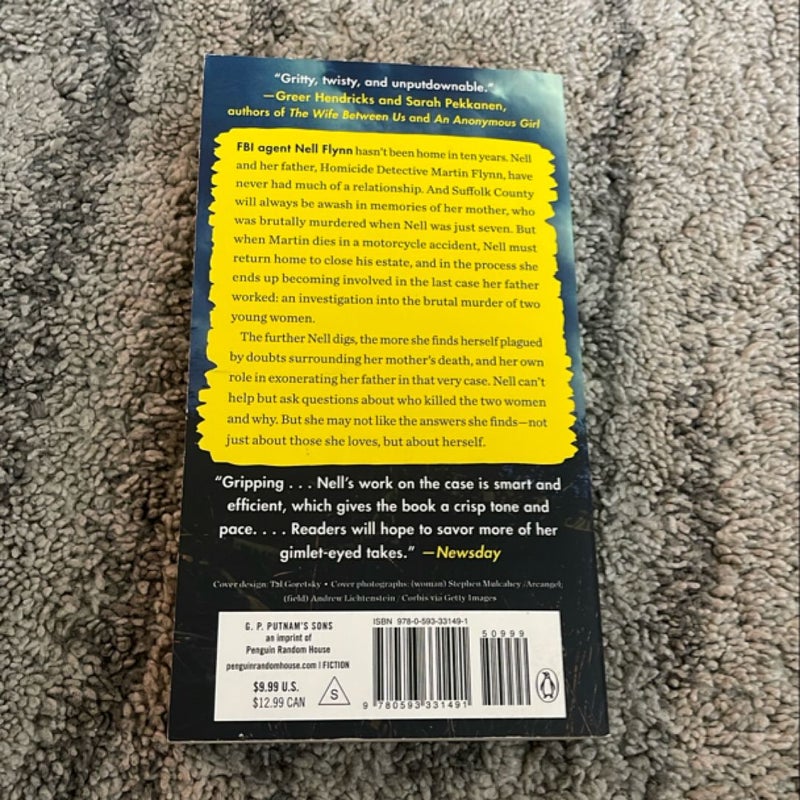 "Gritty, twisty, and unputdownable."
—Greer Hendricks and Sarah Pekkanen,
authors of The Wife Between Us and An Anonymous Girl
FBI agent Nell Flynn hasn't been home in ten years. Nell
and her father, Homicide Detective Martin Flynn, have
never had much of a relationship. And Suffolk County
will always be awash in memories of her mother, who
was brutally murdered when Nell was just seven. But
when Martin dies in a motorcycle accident, Nell must
return home to close his estate, and in the process she
ends up becoming involved in the last case her father
worked: an investigation into the brutal murder of two
young women.
The further Nell digs, the more she finds herself plagued
by doubts surrounding her mother's death, and her own
role in exonerating her father in that very case. Nell can't
help but ask questions about who killed the two women
and why. But she may not like the answers she finds—not
just about those she loves, but about herself.
"Gripping . . . Nell's work on the case is smart and
efficient, which gives the book a crisp tone and
pace. . . . Readers will hope to savor more of her
gimlet-eyed takes." —Newsday
Cover design: Tal Goretsky • Cover photographs: (woman) Stephen Mulcahey /Arcangel;
(field) Andrew Lichtenstein / Corbis via Getty Images
G. P. PUTNAM'S SONS
an imprint of
Penguin Random House
penguinrandomhouse.com | FICTION
$9.99 U.S.
$12.99 CAN
S
ISBN 978-0-593-33149-1
50999
9 780593 331491